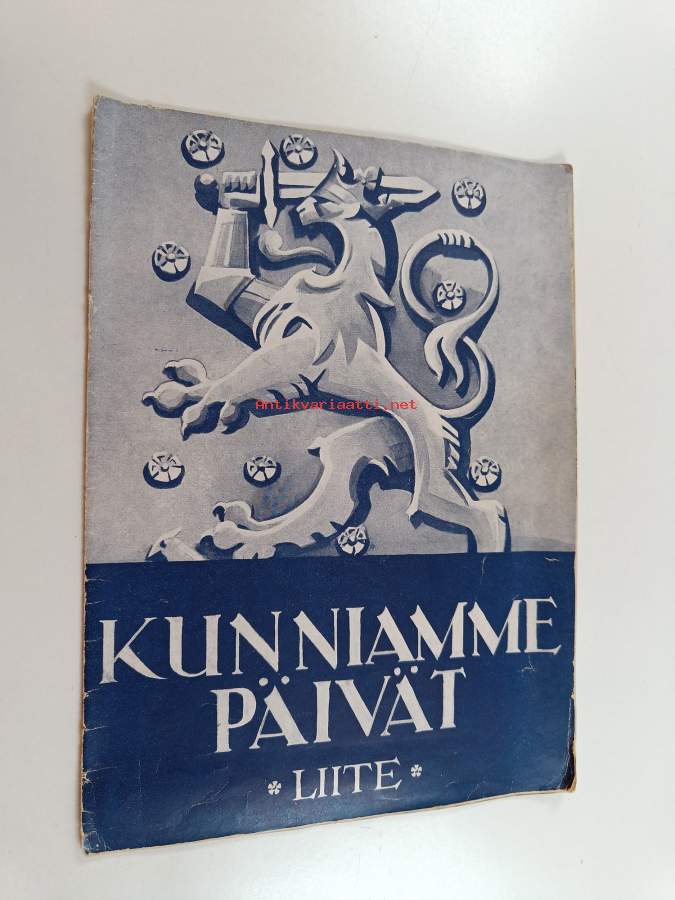 Antikvariaatti.net
KUNNIAMME
PÄIVÄT
* LIITE *